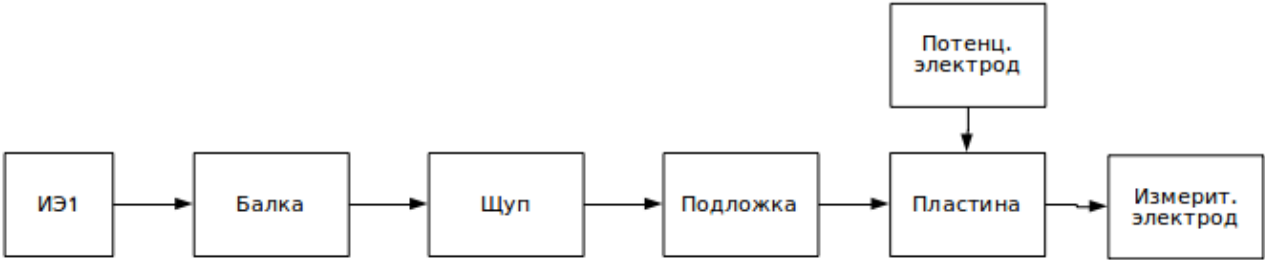 Потенц.
электрод
ИЭ1
Балка
Щуп
Подложка
Пластина
Измерит.
электрод